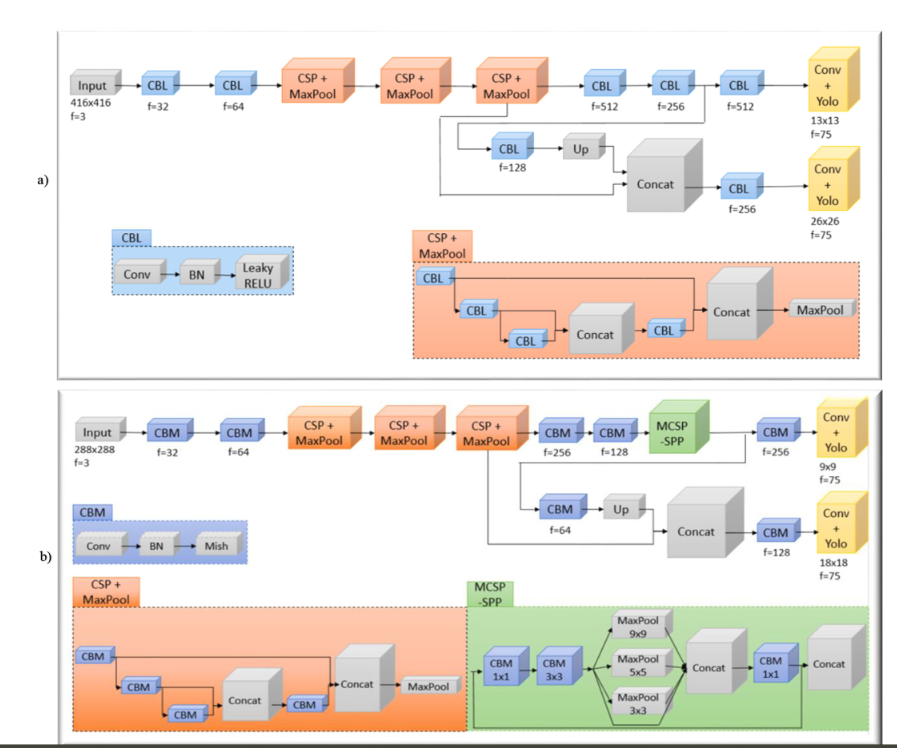 a)
Input
416x416
f=3
CBL
f=32
CBL
f=64
CSP +
MaxPool
CSP +
MaxPool
CSP +
MaxPool
CBL
f=512
CBL
f=256
CBL
f=512
Conv
+
Yolo
13x13
f=75
CBL
f=128
Up
Concat
CBL
f=256
Conv
+
Yolo
26x26
f=75
CBL
Conv
BN
Leaky
RELU
CSP +
MaxPool
CBL
CBL
CBL
Concat
CBL
Concat
MaxPool
b)
Input
288x288
f=3
CBM
f=32
CBM
f=64
CSP +
MaxPool
CSP +
MaxPool
CSP +
MaxPool
CBM
f=256
CBM
f=128
MCSP
-SPP
CBM
f=256
Conv
+
Yolo
9x9
f=75
CBM
f=64
Up
Concat
CBM
f=128
Conv
+
Yolo
18x18
f=75
CBM
Conv
BN
Mish
CSP +
MaxPool
CBM
CBM
CBM
Concat
CBM
Concat
MaxPool
MCSP
-SPP
CBM
1x1
CBM
3x3
MaxPool
9x9
MaxPool
5x5
MaxPool
3x3
Concat
CBM
1x1
Concat